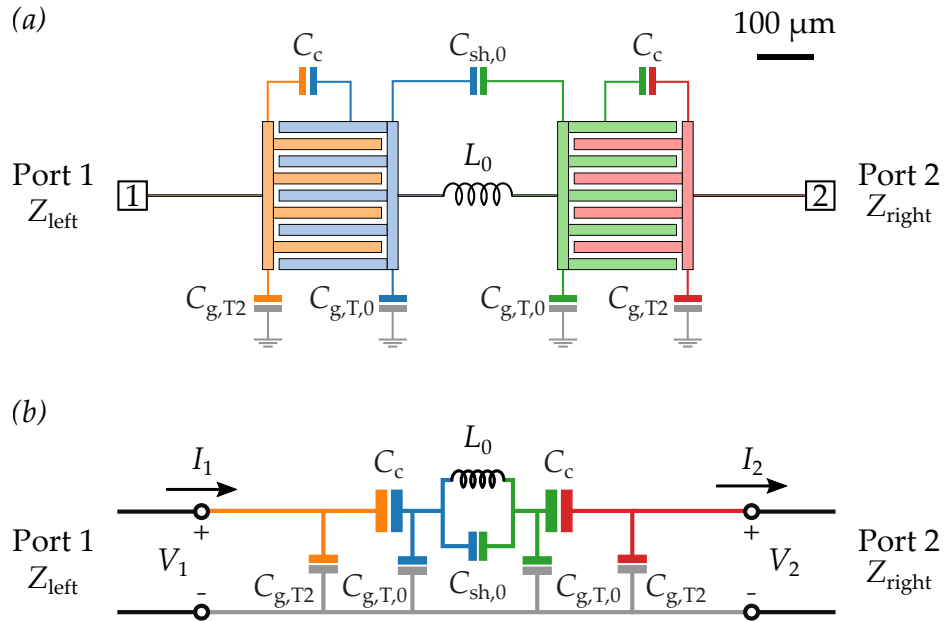 (a)
100 µm
C_c
C_sh,0
C_c
Port 1
Z_left
1
L_0
2
Port 2
Z_right
C_g,T2
C_g,T,0
C_g,T,0
C_g,T2
(b)
L_0
I_1
C_c
C_c
I_2
Port 1
Z_left
+
V_1
-
C_g,T2
C_g,T,0
C_sh,0
C_g,T,0
C_g,T2
+
V_2
-
Port 2
Z_right